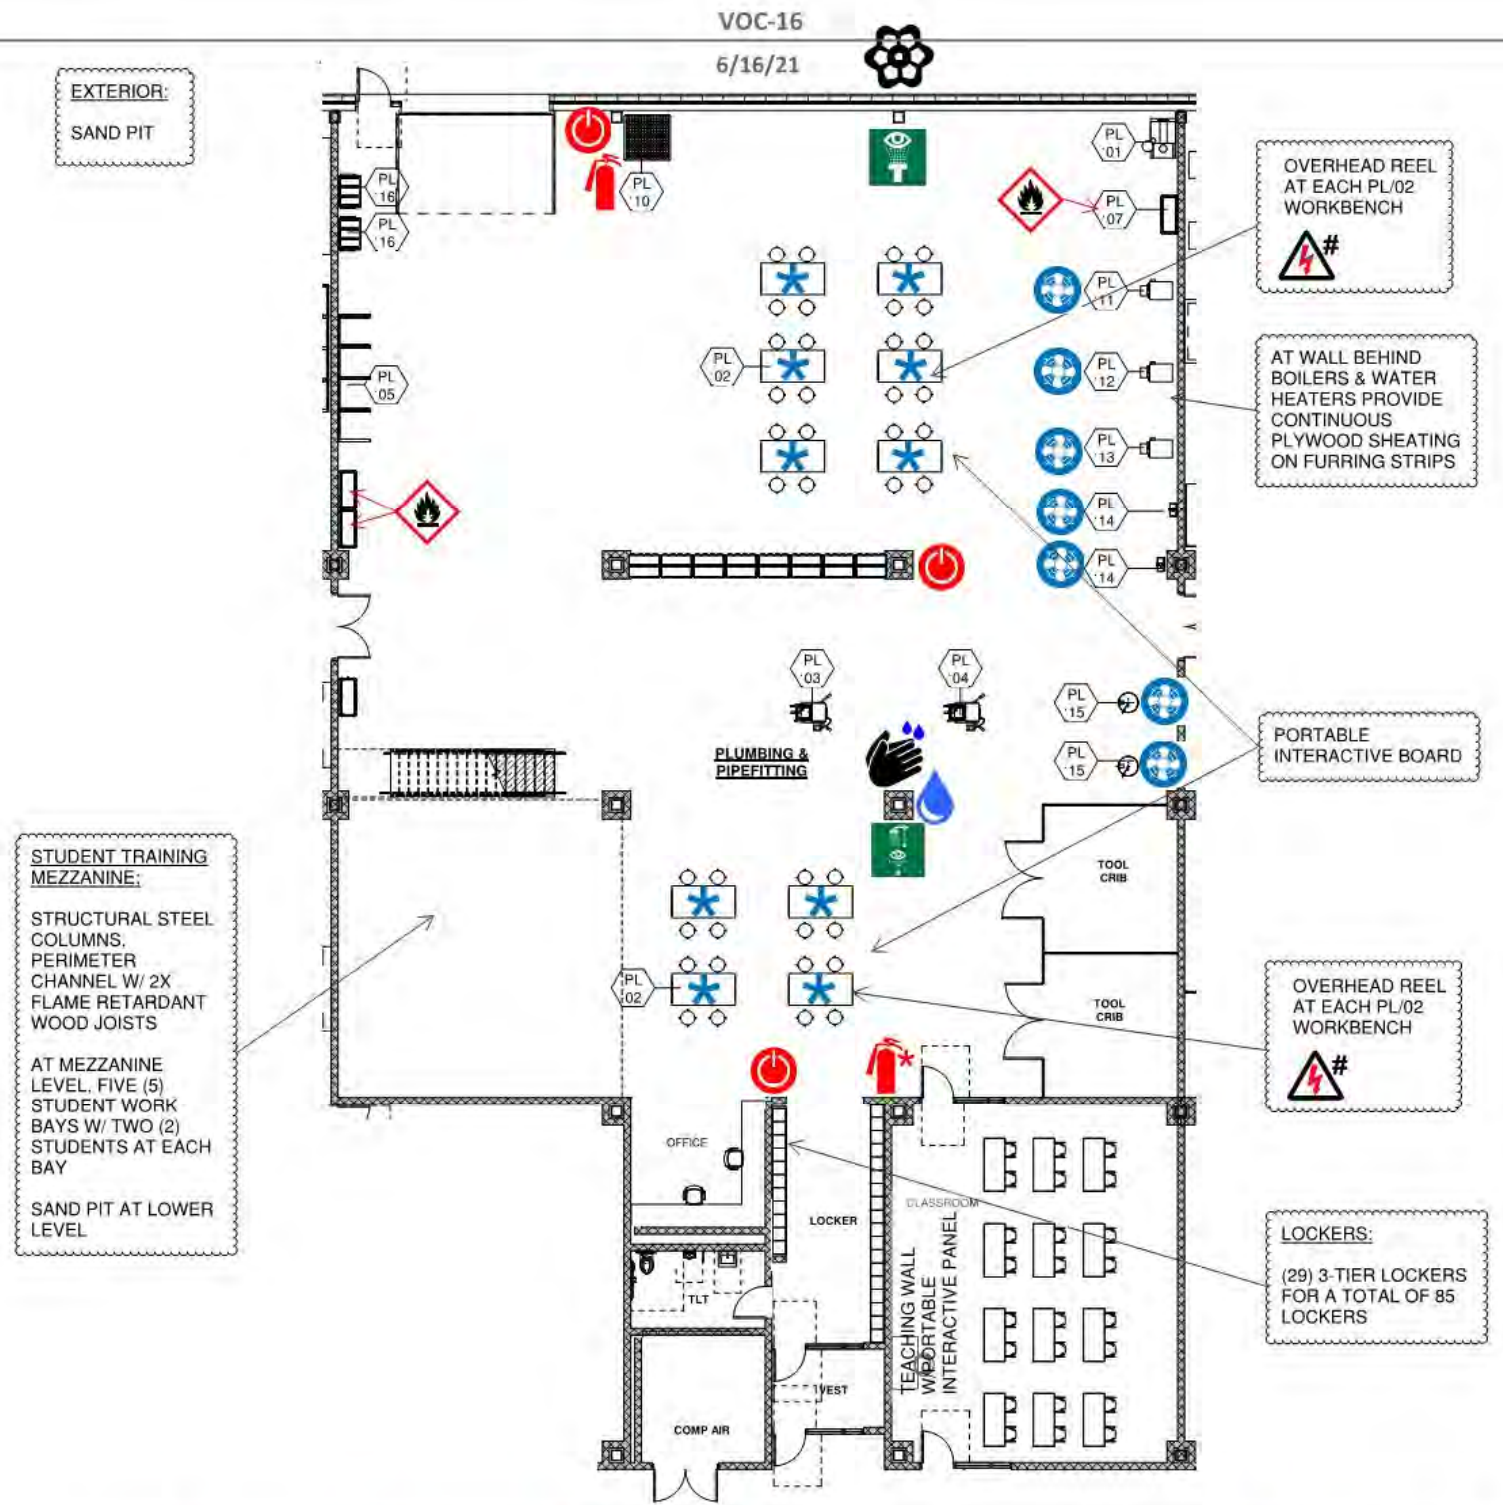 VOC-16
6/16/21
EXTERIOR:
SAND PIT
PL
01
OVERHEAD REEL
AT EACH PL/02
WORKBENCH
#
PL
16
PL
10
PL
07
PL
16
PL
11
PL
02
PL
12
PL
05
AT WALL BEHIND
BOILERS & WATER
HEATERS PROVIDE
CONTINUOUS
PLYWOOD SHEATING
ON FURRING STRIPS
PL
13
PL
14
PL
14
PL
03
PL
04
PL
15
PLUMBING &
PIPEFITTING
PL
15
PORTABLE
INTERACTIVE BOARD
STUDENT TRAINING
MEZZANINE:
STRUCTURAL STEEL
COLUMNS,
PERIMETER
CHANNEL W/ 2X
FLAME RETARDANT
WOOD JOISTS
AT MEZZANINE
LEVEL, FIVE (5)
STUDENT WORK
BAYS W/ TWO (2)
STUDENTS AT EACH
BAY
SAND PIT AT LOWER
LEVEL
TOOL
CRIB
PL
02
TOOL
CRIB
OVERHEAD REEL
AT EACH PL/02
WORKBENCH
#
*
OFFICE
LOCKER
CLASSROOM
TEACHING WALL
W/PORTABLE
INTERACTIVE PANEL
LOCKERS:
(29) 3-TIER LOCKERS
FOR A TOTAL OF 85
LOCKERS
TLT
VEST
COMP AIR